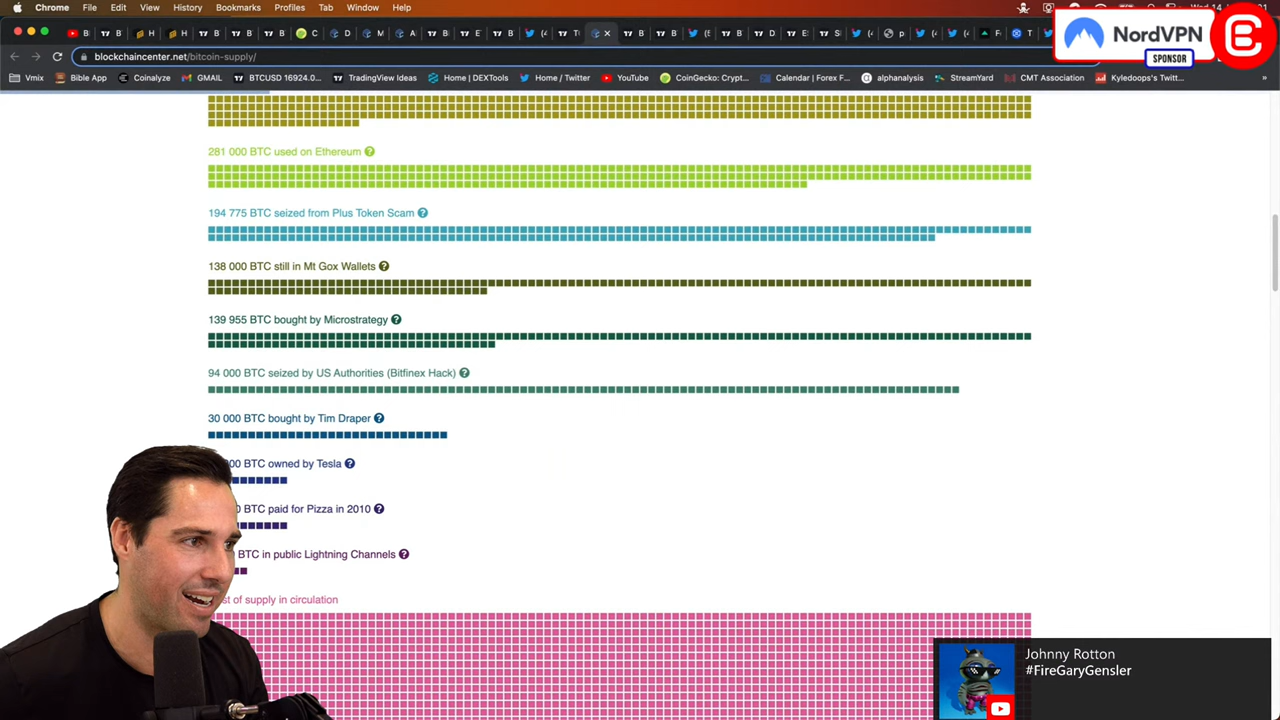 Chrome File Edit View History Bookmarks Profiles Tab Window Help
NordVPN
SPONSOR
blockchaincenter.net/bitcoin-supply/
Vmix Bible App Coinalyze GMAIL BTCUSD 16924.0... TradingView Ideas Home | DEXTools Home / Twitter YouTube CoinGecko: Crypt... Calendar | Forex F... alphanalysis StreamYard CMT Association Kyledoops's Twitt... »
281 000 BTC used on Ethereum ?
194 775 BTC seized from Plus Token Scam ?
138 000 BTC still in Mt Gox Wallets ?
139 955 BTC bought by Microstrategy ?
94 000 BTC seized by US Authorities (Bitfinex Hack) ?
30 000 BTC bought by Tim Draper ?
00 BTC owned by Tesla ?
BTC paid for Pizza in 2010 ?
BTC in public Lightning Channels ?
st of supply in circulation
Johnny Rotton
#FireGaryGensler